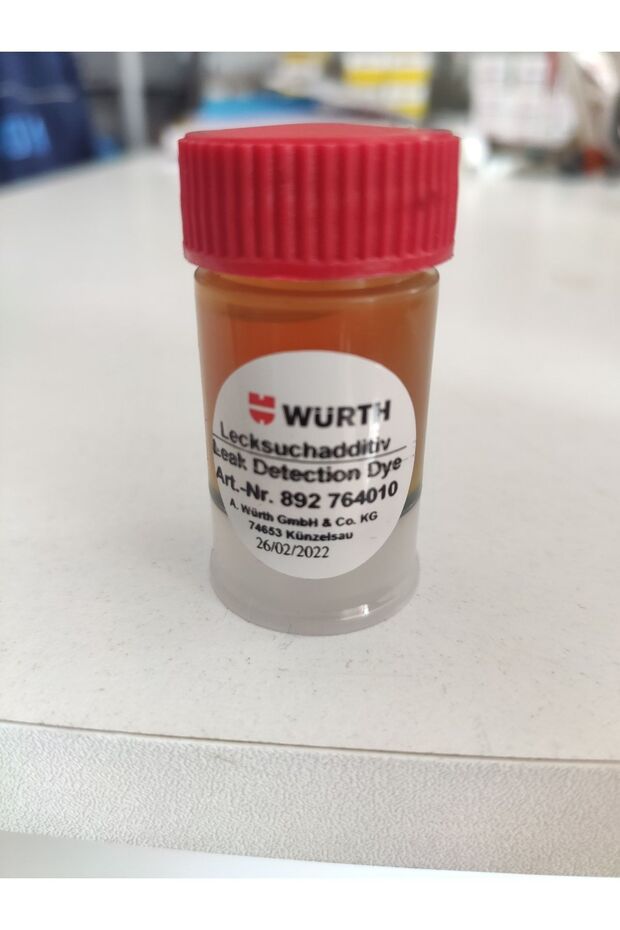 WÜRTH
Lecksuchadditiv
Leak Detection Dye
Art.-Nr. 892 764010
A. Würth GmbH & Co. KG
74653 Künzelsau
26/02/2022